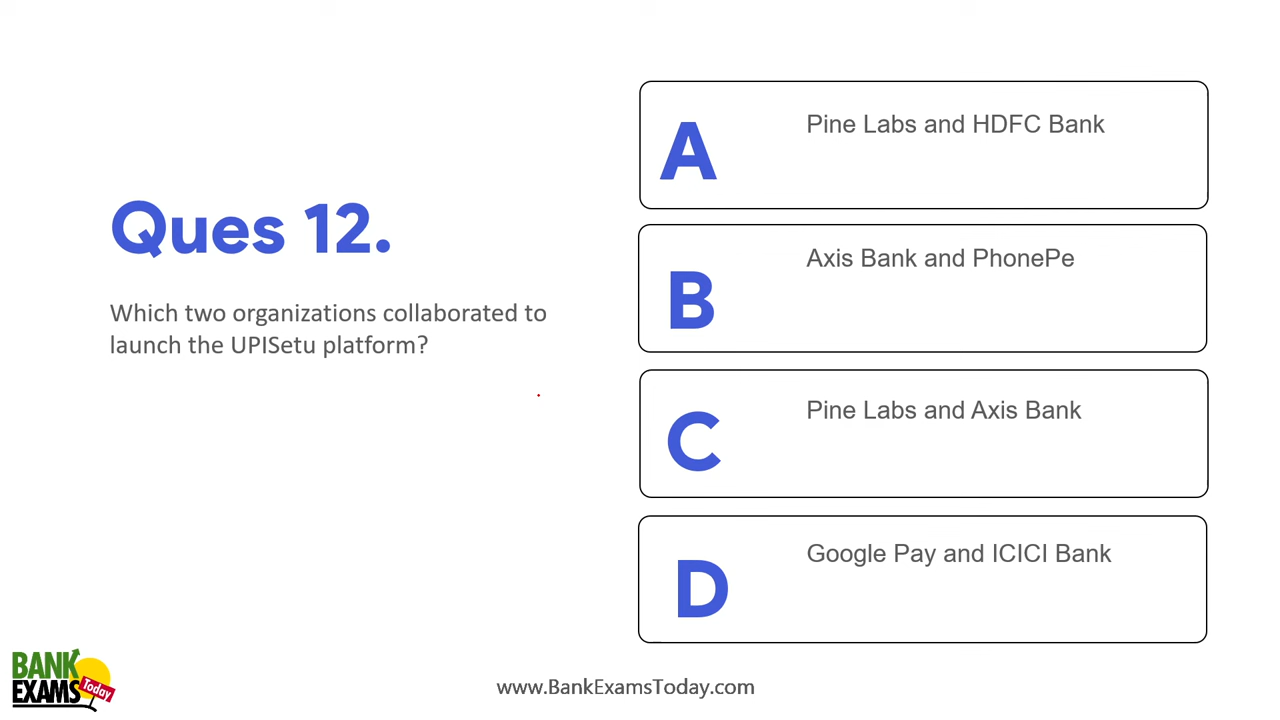 Ques 12.
Which two organizations collaborated to
launch the UPISetu platform?
A
Pine Labs and HDFC Bank
B
Axis Bank and PhonePe
C
Pine Labs and Axis Bank
D
Google Pay and ICICI Bank
BANK
EXAMS
Today
www.BankExamsToday.com